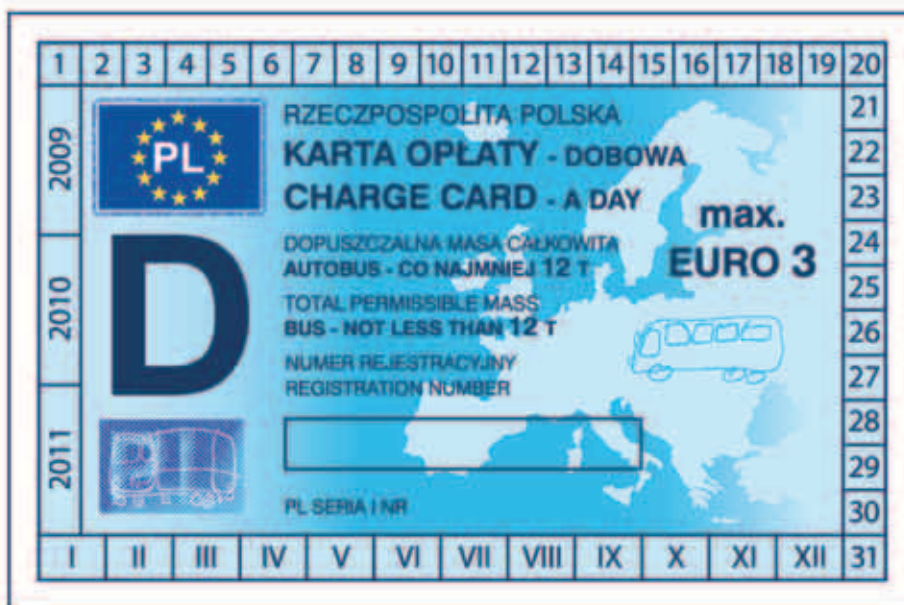 1 2 3 4 5 6 7 8 9 10 11 12 13 14 15 16 17 18 19 20
21
22
23
24
25
26
27
28
29
30
31
2009
2010
2011
PL
RZECZPOSPOLITA POLSKA
KARTA OPŁATY - DOBOWA
CHARGE CARD - A DAY
max.
EURO 3
D
DOPUSZCZALNA MASA CAŁKOWITA
AUTOBUS - CO NAJMNIEJ 12 T
TOTAL PERMISSIBLE MASS
BUS - NOT LESS THAN 12 T
NUMER REJESTRACYJNY
REGISTRATION NUMBER
PL SERIA I NR
I II III IV V VI VII VIII IX X XI XII